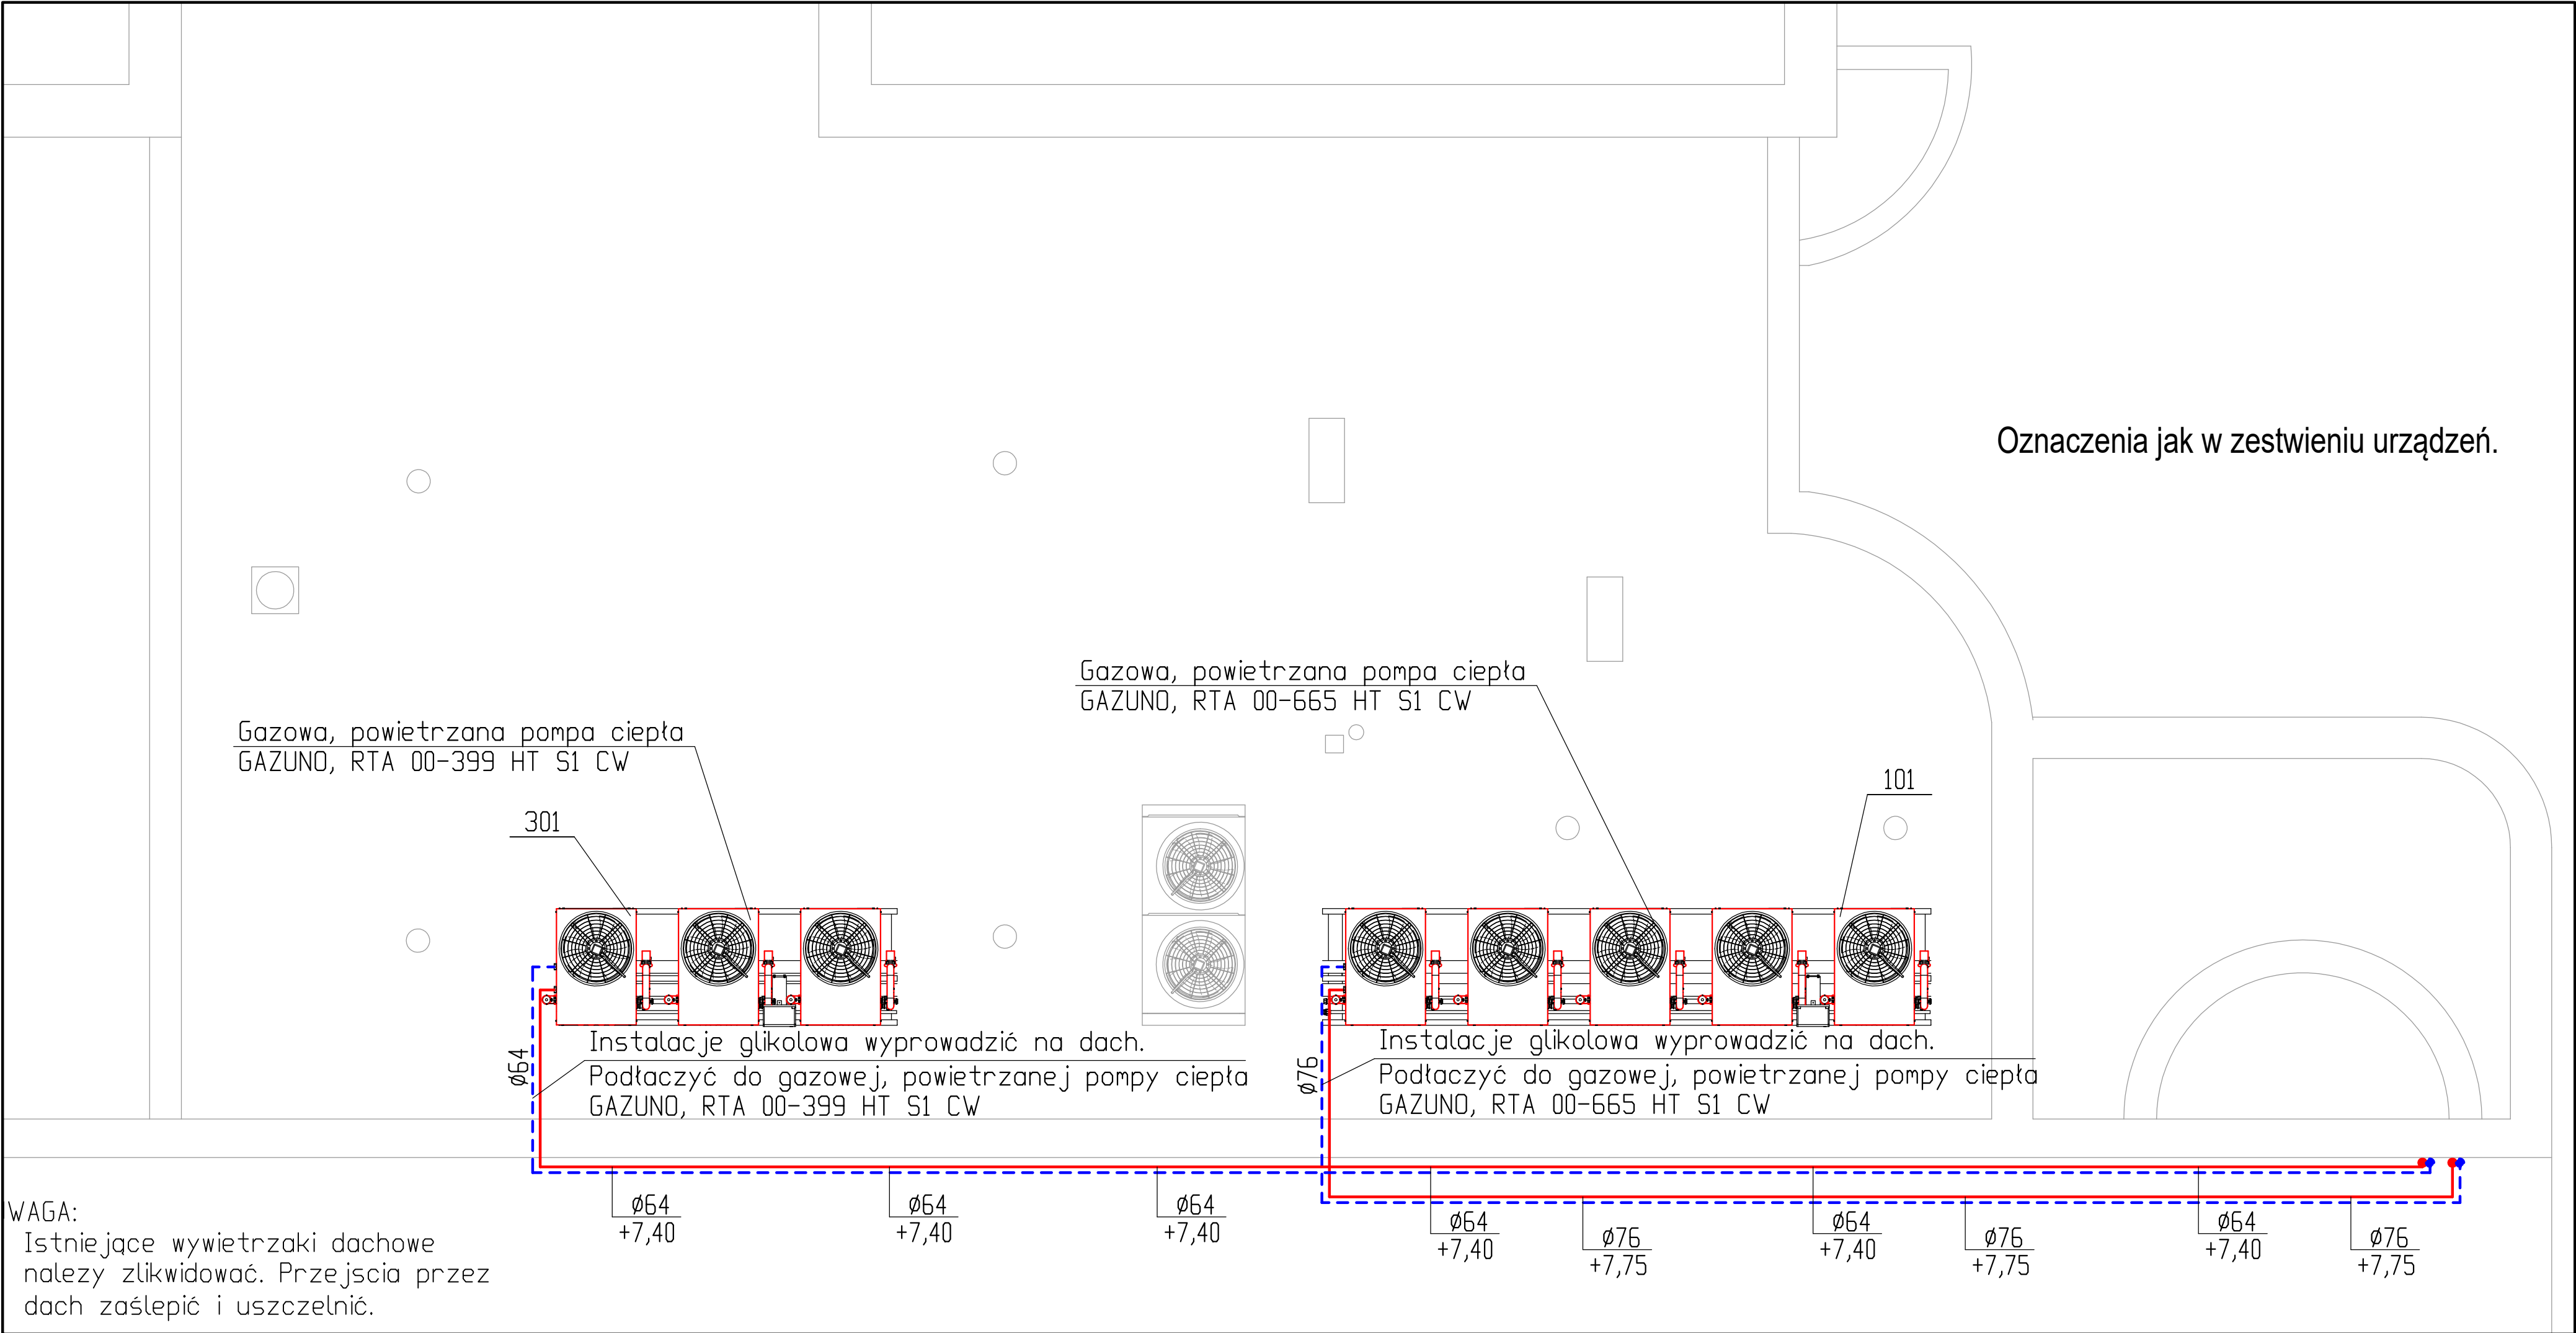 Oznaczenia jak w zestwieniu urządzeń.
Gazowa, powietrzana pompa ciepła
GAZUNO, RTA 00-665 HT S1 CW
Gazowa, powietrzana pompa ciepła
GAZUNO, RTA 00-399 HT S1 CW
101
301
Instalacje glikolowa wyprowadzić na dach.
Podłaczyć do gazowej, powietrzanej pompy ciepła
GAZUNO, RTA 00-399 HT S1 CW
ø64
Instalacje glikolowa wyprowadzić na dach.
Podłaczyć do gazowej, powietrzanej pompy ciepła
GAZUNO, RTA 00-665 HT S1 CW
ø76
ø64
+7,40
ø64
+7,40
ø64
+7,40
ø64
+7,40
ø76
+7,75
ø64
+7,40
ø76
+7,75
ø64
+7,40
ø76
+7,75
WAGA:
Istniejące wywietrzaki dachowe
nalezy zlikwidować. Przejscia przez
dach zaślepić i uszczelnić.